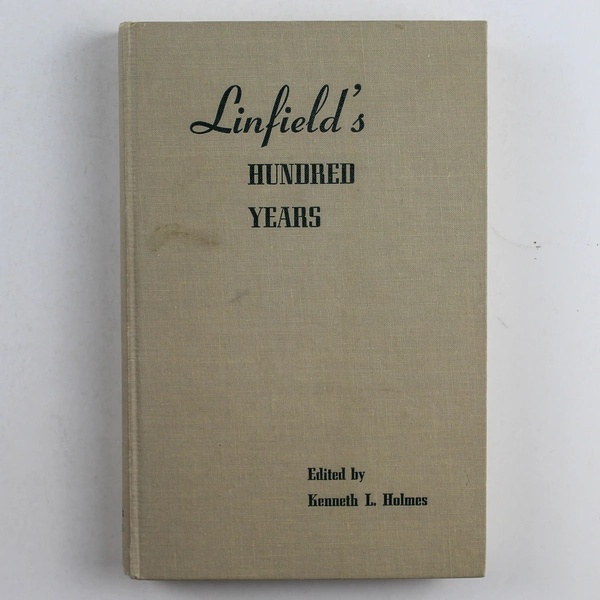 Linfield's
HUNDRED
YEARS
Edited by
Kenneth L. Holmes